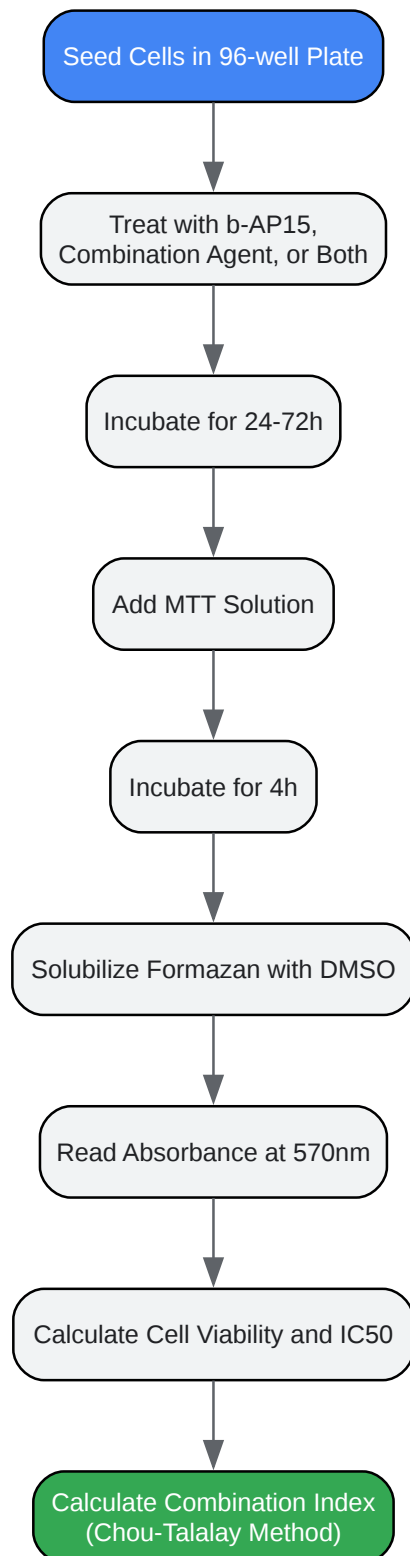 Seed Cells in 96-well Plate
Treat with b-AP15,
Combination Agent, or Both
Incubate for 24-72h
Add MTT Solution
Incubate for 4h
Solubilize Formazan with DMSO
Read Absorbance at 570nm
Calculate Cell Viability and IC50
Calculate Combination Index
(Chou-Talalay Method)